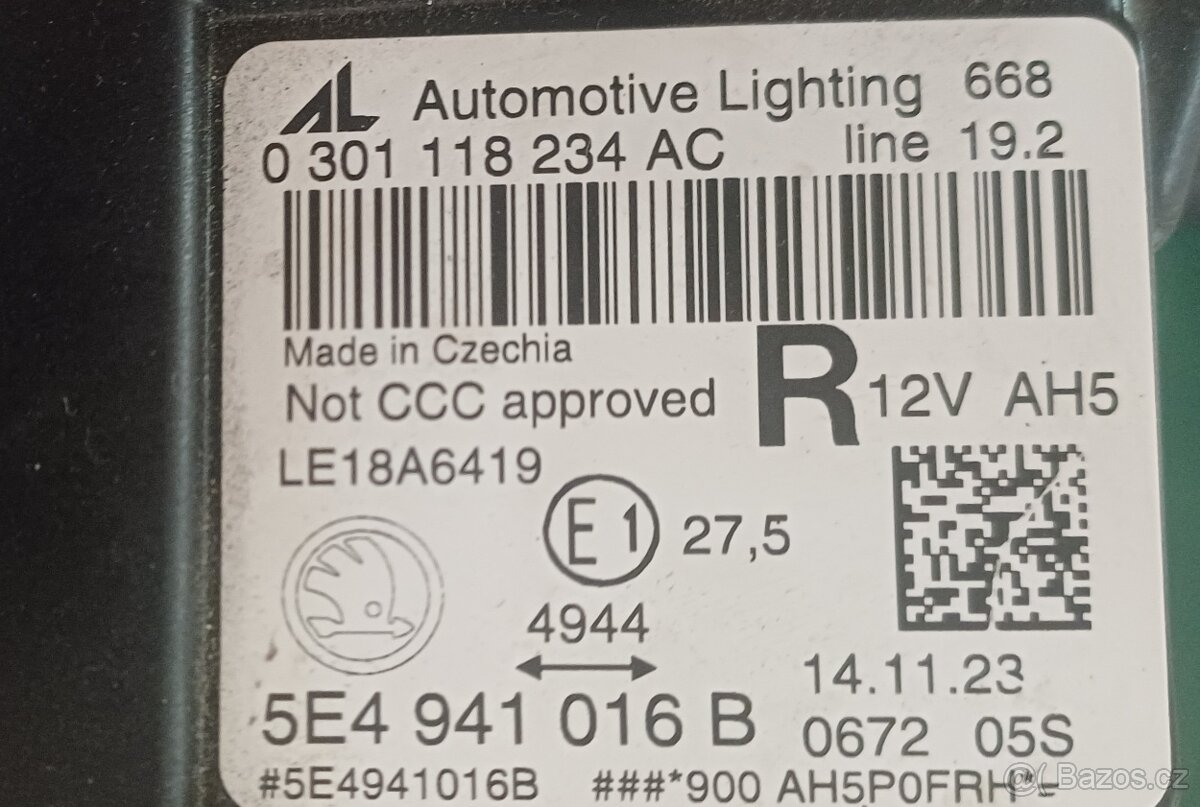 AL Automotive Lighting 668
0 301 118 234 AC line 19.2
Made in Czechia
Not CCC approved
R 12V AH5
LE18A6419
E1 27,5
4944
14.11.23
5E4 941 016 B
0672 05S
#5E4941016B ###*900 AH5P0FRH*=
Bazos.cz